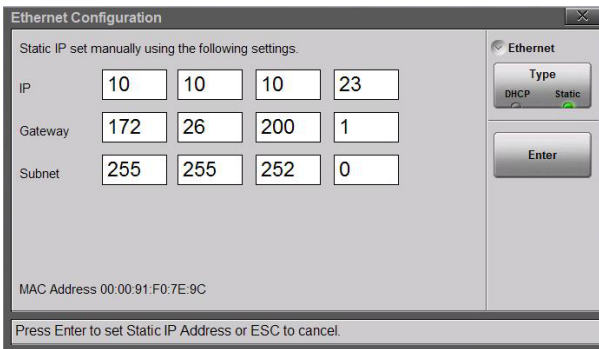 Ethernet Configuration
Static IP set manually using the following settings.
Ethernet
Type
DHCP Static
IP 10 10 10 23
Gateway 172 26 200 1
Subnet 255 255 252 0
Enter
MAC Address 00:00:91:F0:7E:9C
Press Enter to set Static IP Address or ESC to cancel.